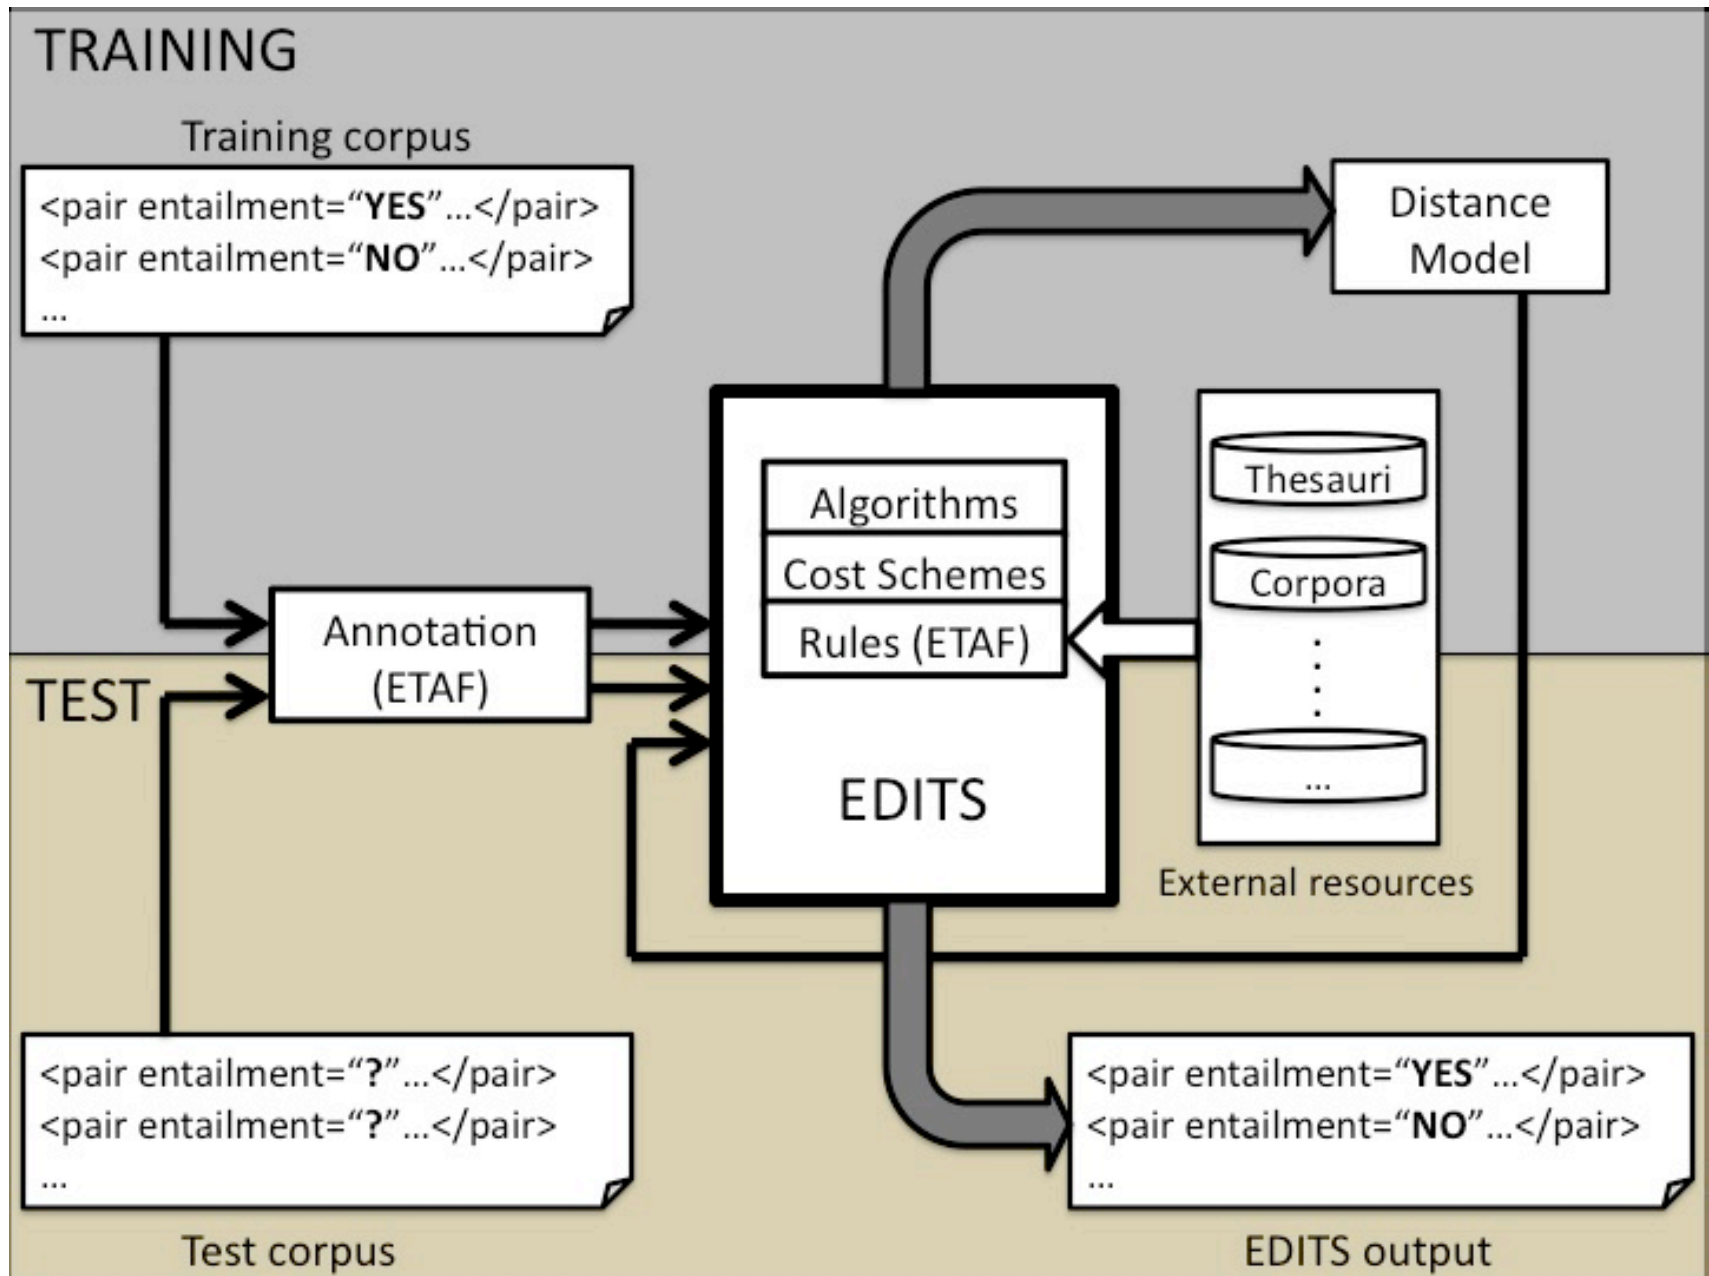 TRAINING
Training corpus
<pair entailment=“YES”...</pair>
<pair entailment=“NO”...</pair>
...
Distance
Model
Algorithms
Cost Schemes
Rules (ETAF)
EDITS
Thesauri
Corpora
...
External resources
Annotation
(ETAF)
TEST
<pair entailment=“?”...</pair>
<pair entailment=“?”...</pair>
...
Test corpus
<pair entailment=“YES”...</pair>
<pair entailment=“NO”...</pair>
...
EDITS output